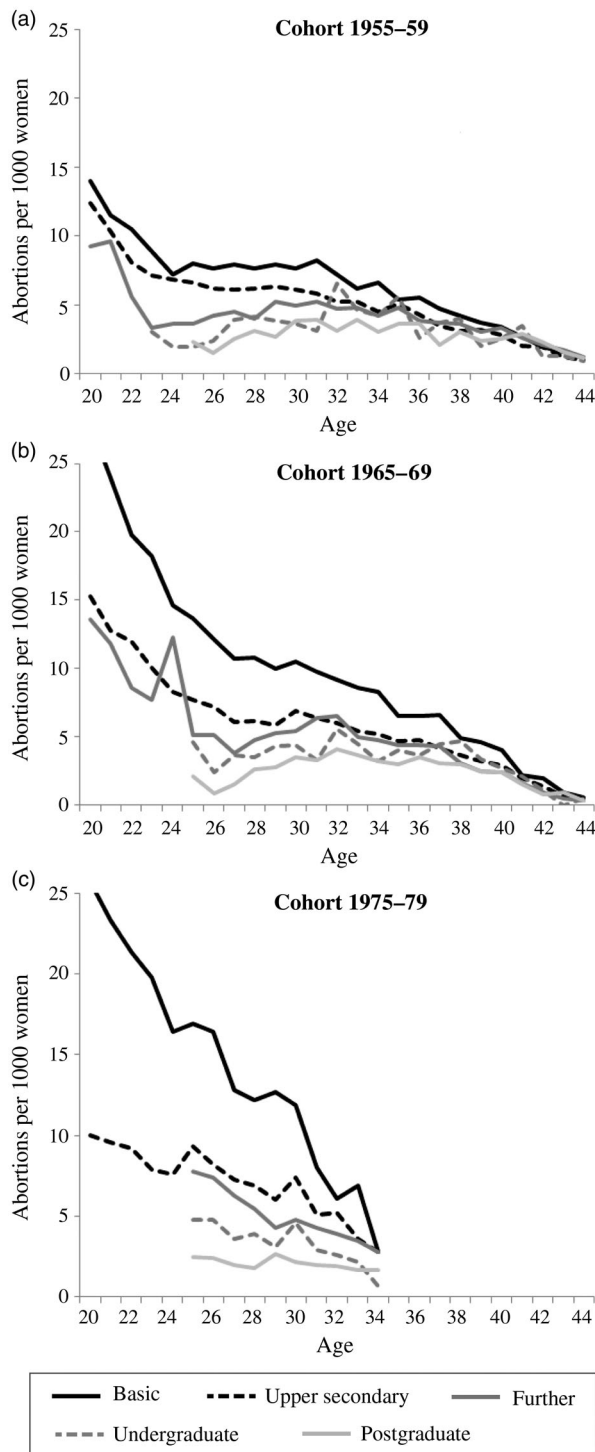 (a)
Cohort 1955–59
Abortions per 1000 women
25
20
15
10
5
0
20 22 24 26 28 30 32 34 36 38 40 42 44
Age
(b)
Cohort 1965–69
Abortions per 1000 women
25
20
15
10
5
0
20 22 24 26 28 30 32 34 36 38 40 42 44
Age
(c)
Cohort 1975–79
Abortions per 1000 women
25
20
15
10
5
0
20 22 24 26 28 30 32 34 36 38 40 42 44
Age
Basic Upper secondary Further
Undergraduate Postgraduate